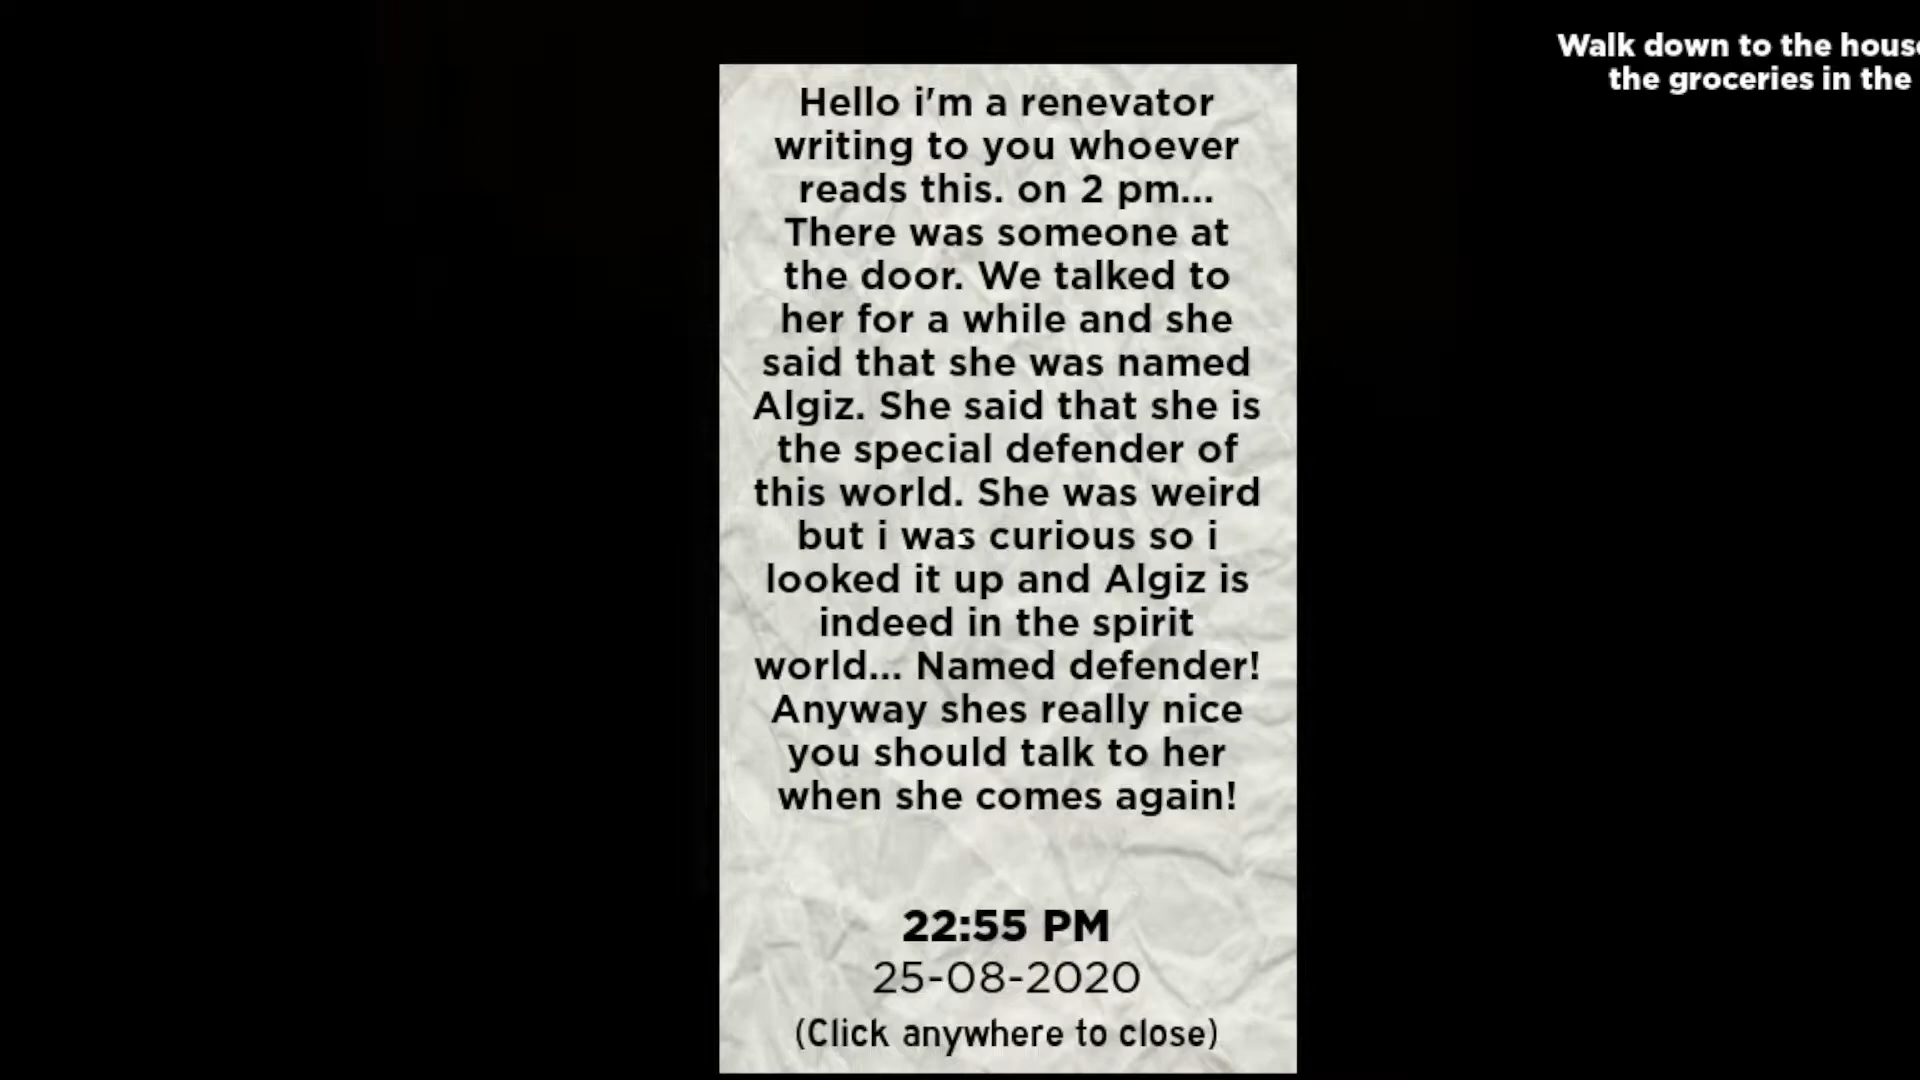 Walk down to the house
the groceries in the
Hello i'm a renevator
writing to you whoever
reads this. on 2 pm...
There was someone at
the door. We talked to
her for a while and she
said that she was named
Algiz. She said that she is
the special defender of
this world. She was weird
but i was curious so i
looked it up and Algiz is
indeed in the spirit
world... Named defender!
Anyway shes really nice
you should talk to her
when she comes again!
22:55 PM
25-08-2020
(Click anywhere to close)